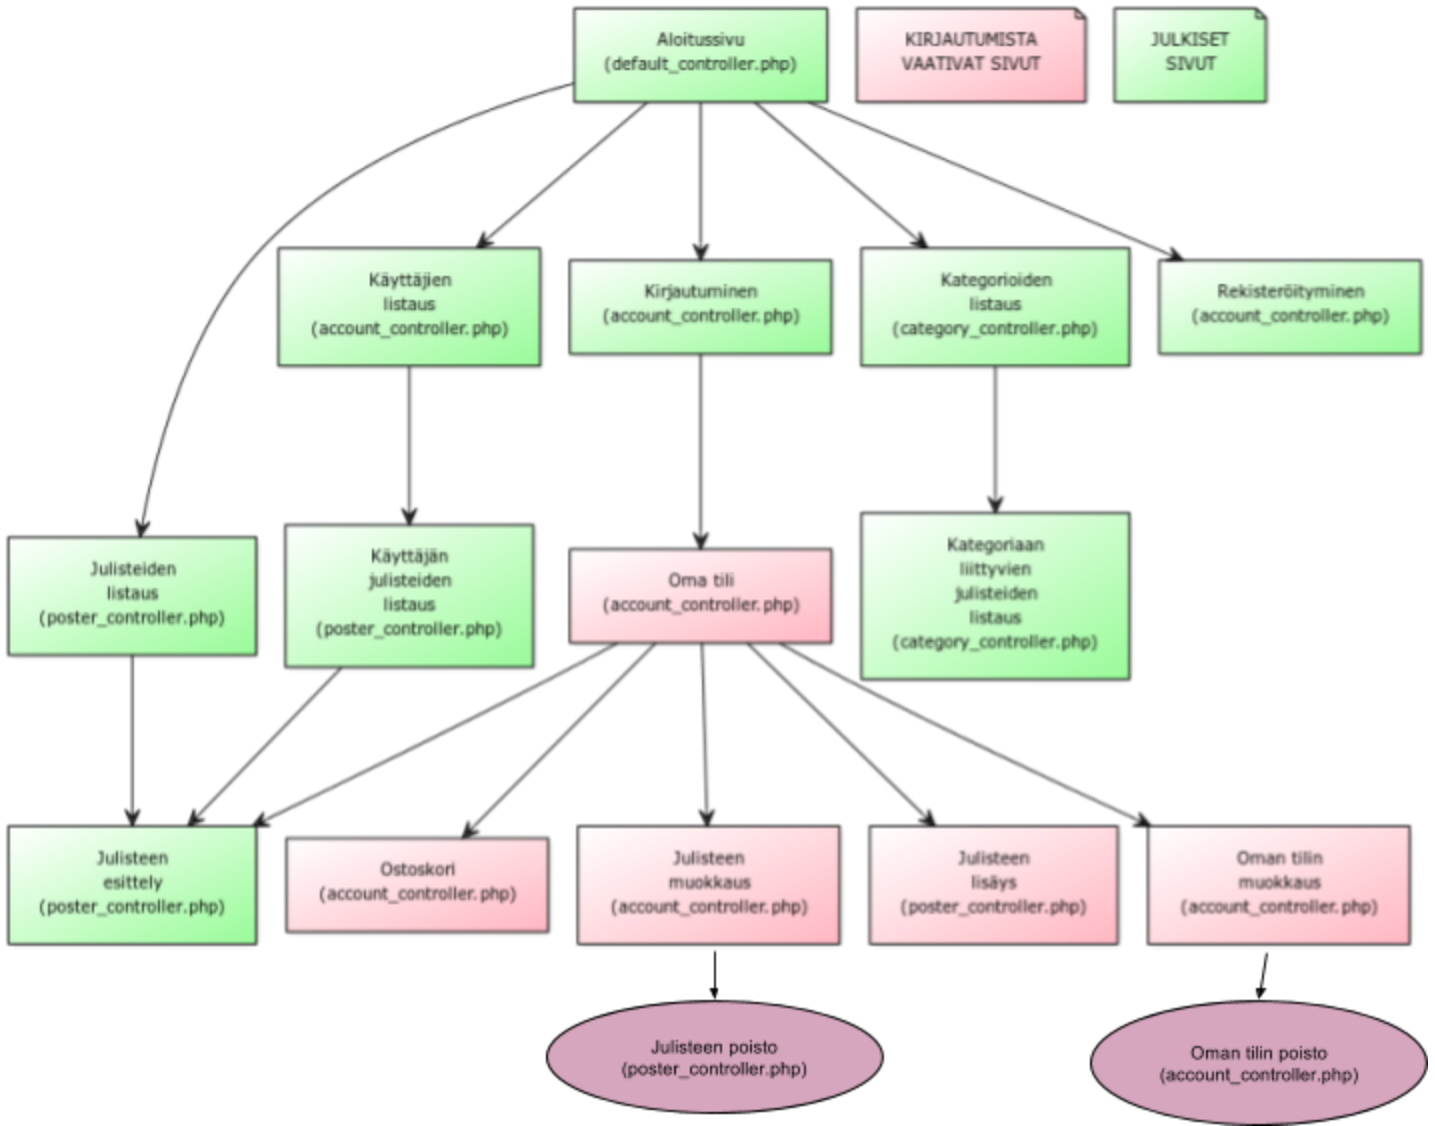 Aloitussivu
(default_controller.php)
KIRJAUTUMISTA
VAATIVAT SIVUT
JULKISET
SIVUT
Käyttäjien
listaus
(account_controller.php)
Kirjautuminen
(account_controller.php)
Kategorioiden
listaus
(category_controller.php)
Rekisteröityminen
(account_controller.php)
Julisteiden
listaus
(poster_controller.php)
Käyttäjän
julisteiden
listaus
(poster_controller.php)
Oma tili
(account_controller.php)
Kategoriaan
liittyvien
julisteiden
listaus
(category_controller.php)
Julisteen
esittely
(poster_controller.php)
Ostoskori
(account_controller.php)
Julisteen
muokkaus
(account_controller.php)
Julisteen
lisäys
(poster_controller.php)
Oman tilin
muokkaus
(account_controller.php)
Julisteen poisto
(poster_controller.php)
Oman tilin poisto
(account_controller.php)